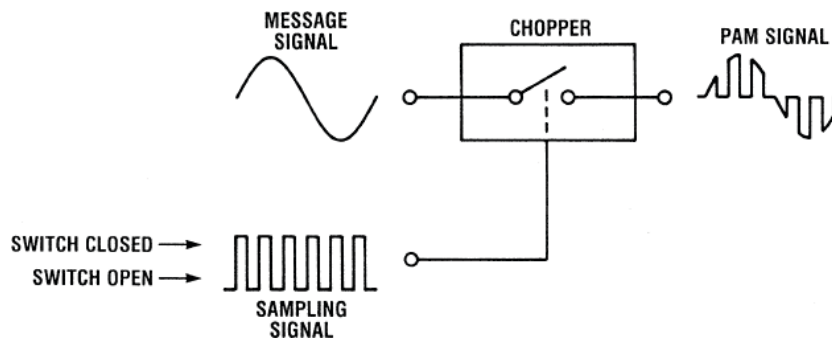 MESSAGE
SIGNAL
CHOPPER
PAM SIGNAL
SWITCH CLOSED
SWITCH OPEN
SAMPLING
SIGNAL